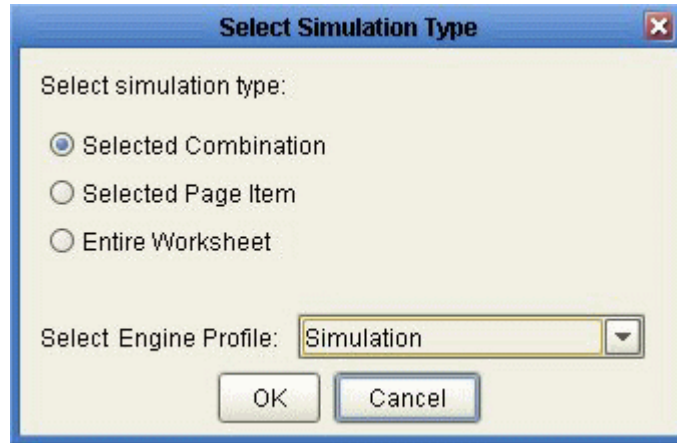 Select Simulation Type
Select simulation type:
Selected Combination
Selected Page Item
Entire Worksheet
Select Engine Profile: Simulation
OK Cancel